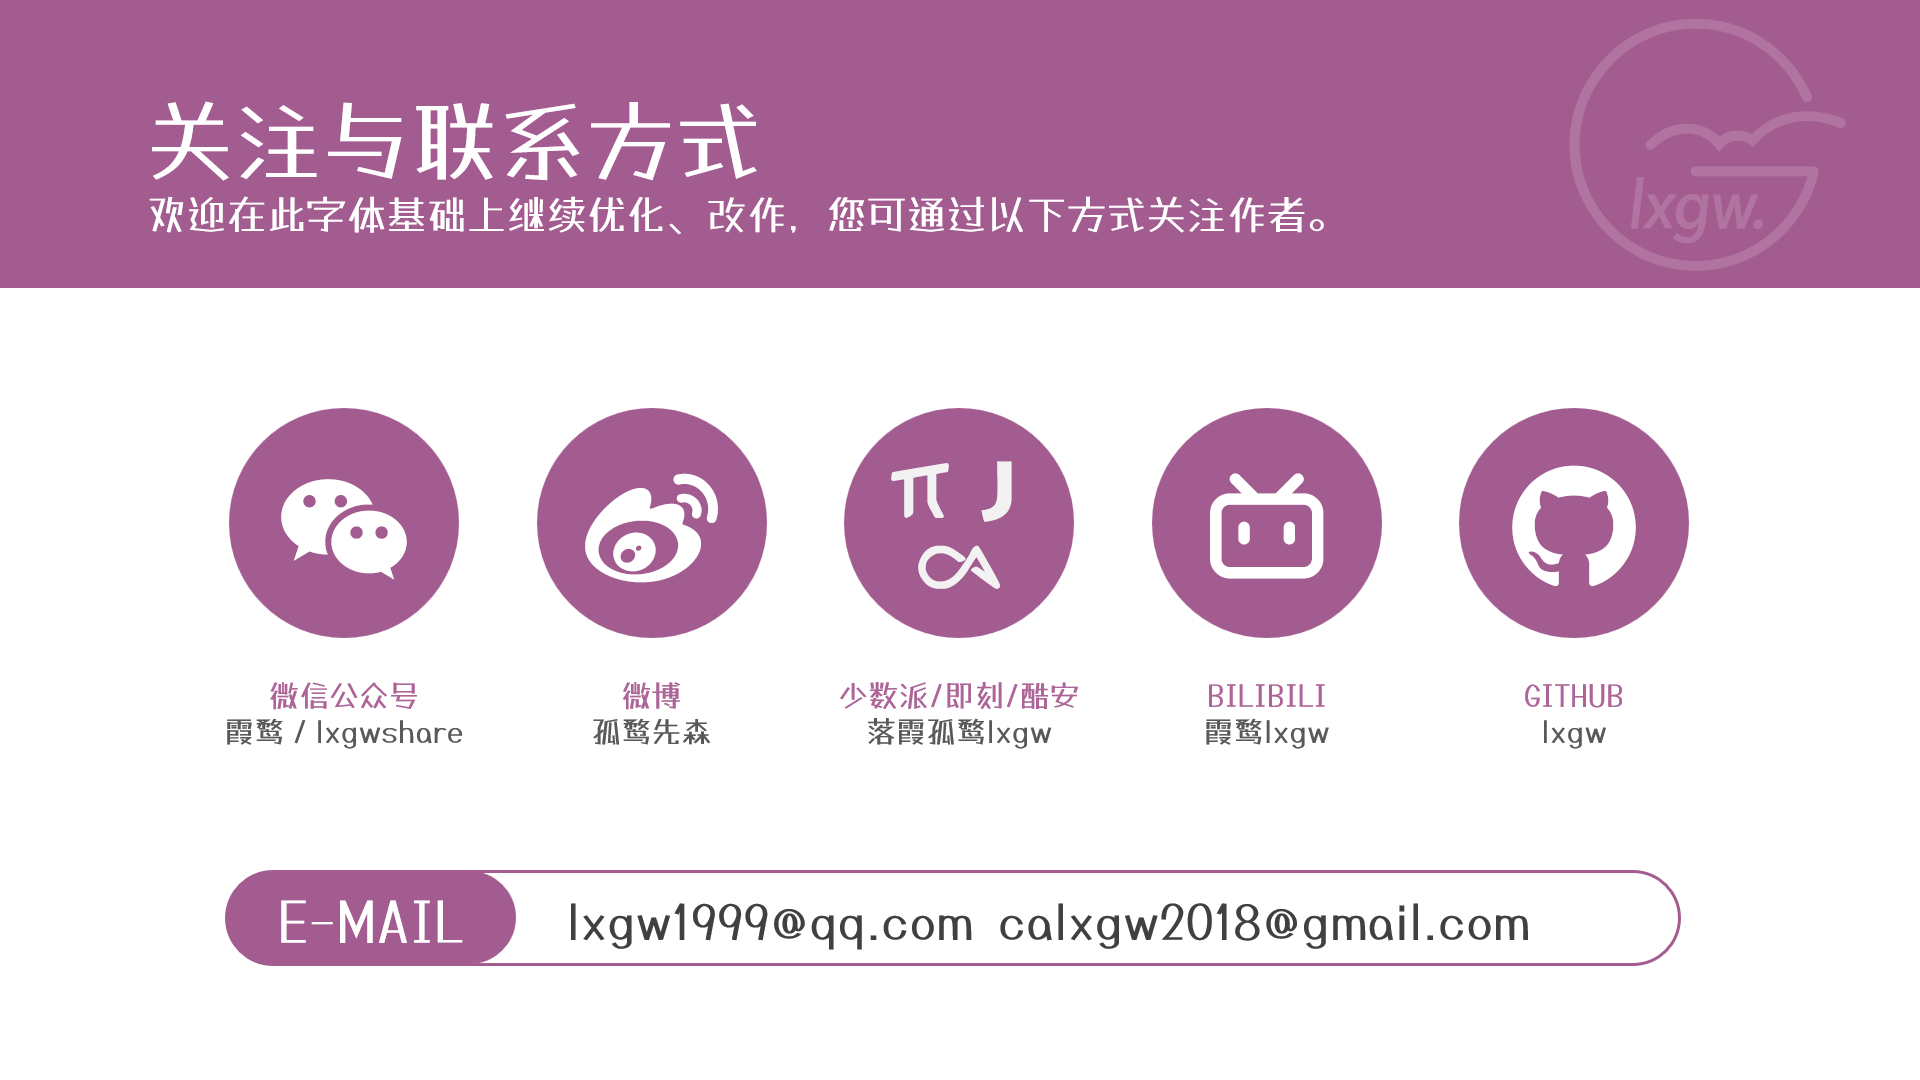 关注与联系方式
欢迎在此字体基础上继续优化、改作，您可通过以下方式关注作者。
lxgw.
微信公众号
霞鹜 / lxgwshare
微博
孤鹜先森
少数派/即刻/酷安
落霞孤鹜lxgw
BILIBILI
霞鹜lxgw
GITHUB
lxgw
E-MAIL
lxgw1999@qq.com calxgw2018@gmail.com